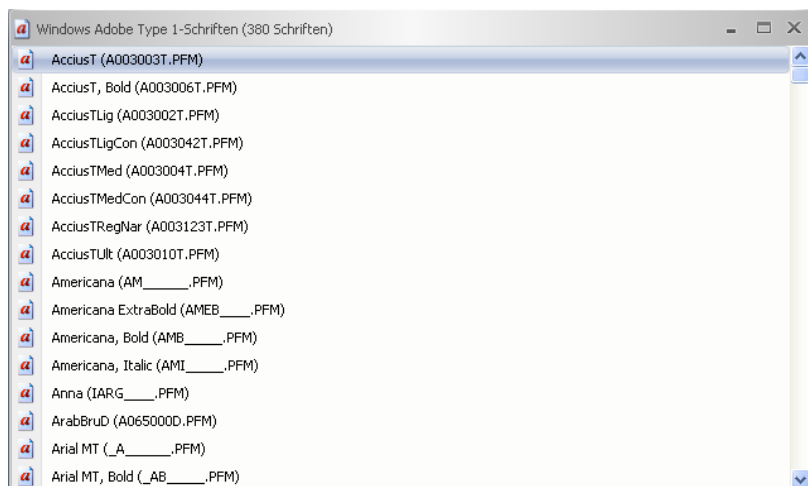 Windows Adobe Type 1-Schriften (380 Schriften)
AcciusT (A003003T.PFM)
AcciusT, Bold (A003006T.PFM)
AcciusTLig (A003002T.PFM)
AcciusTLigCon (A003042T.PFM)
AcciusTMed (A003004T.PFM)
AcciusTMedCon (A003044T.PFM)
AcciusTRegNar (A003123T.PFM)
AcciusTUlt (A003010T.PFM)
Americana (AM______.PFM)
Americana ExtraBold (AMEB____.PFM)
Americana, Bold (AMB_____.PFM)
Americana, Italic (AMI_____.PFM)
Anna (IARG____.PFM)
ArabBruD (A065000D.PFM)
Arial MT (_A______.PFM)
Arial MT, Bold (_AB_____.PFM)